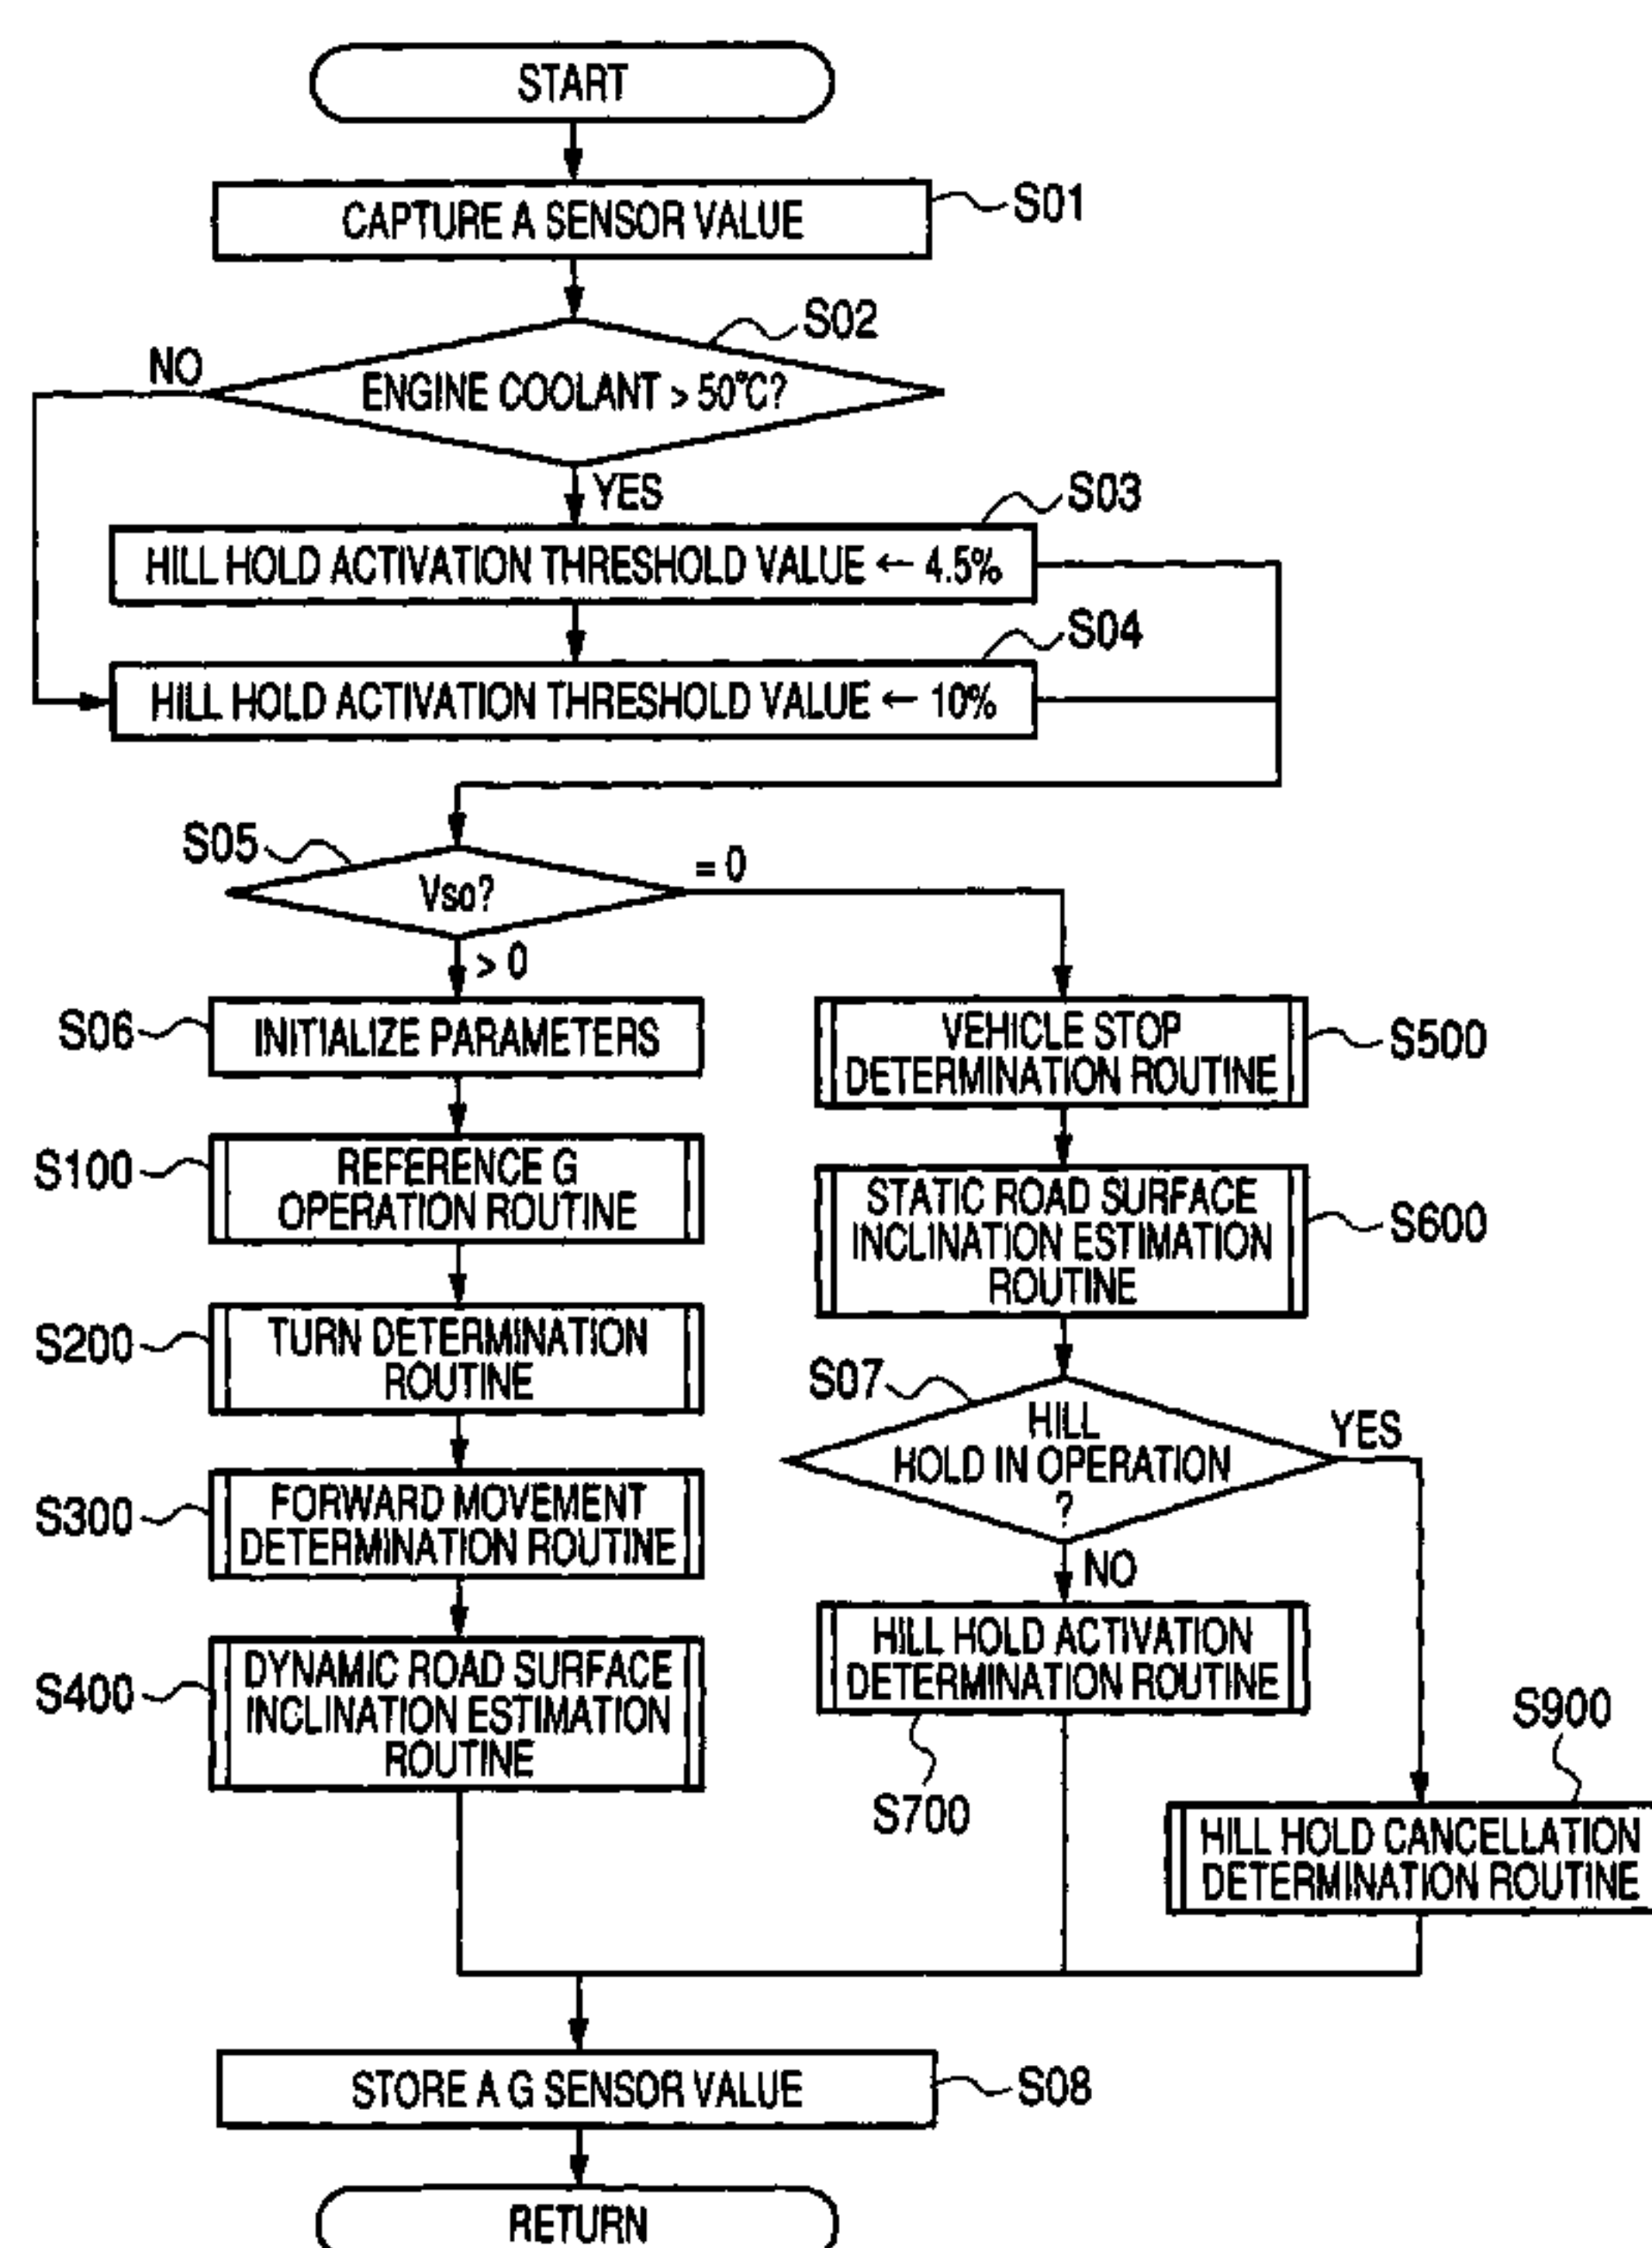 START
CAPTURE A SENSOR VALUE
S01
S02
NO
ENGINE COOLANT > 50°C?
YES
S03
HILL HOLD ACTIVATION THRESHOLD VALUE ← 4.5%
S04
HILL HOLD ACTIVATION THRESHOLD VALUE ← 10%
S05
Vso?
= 0
> 0
S06
INITIALIZE PARAMETERS
S100
REFERENCE G
OPERATION ROUTINE
S200
TURN DETERMINATION
ROUTINE
S300
FORWARD MOVEMENT
DETERMINATION ROUTINE
S400
DYNAMIC ROAD SURFACE
INCLINATION ESTIMATION
ROUTINE
VEHICLE STOP
DETERMINATION ROUTINE
S500
STATIC ROAD SURFACE
INCLINATION ESTIMATION
ROUTINE
S600
S07
HILL
HOLD IN OPERATION
?
YES
NO
HILL HOLD ACTIVATION
DETERMINATION ROUTINE
S700
S900
HILL HOLD CANCELLATION
DETERMINATION ROUTINE
STORE A G SENSOR VALUE
S08
RETURN